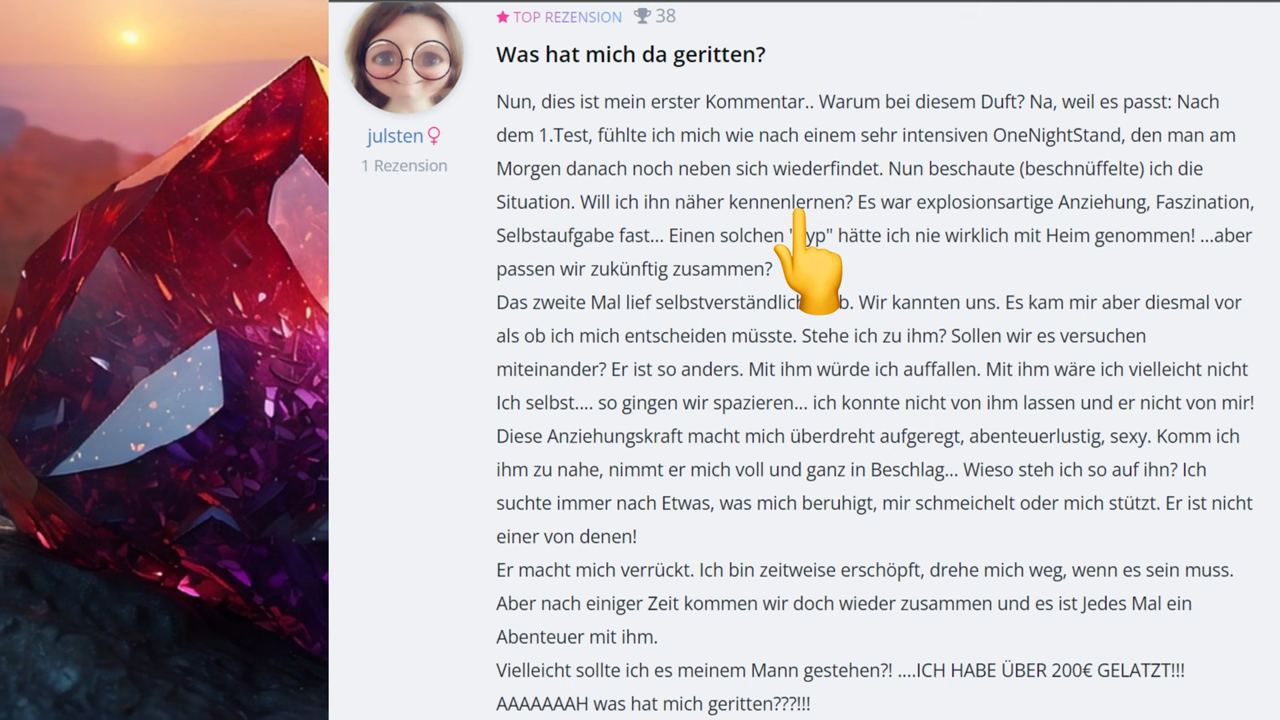 TOP REZENSION 38
Was hat mich da geritten?
julsten
1 Rezension
Nun, dies ist mein erster Kommentar.. Warum bei diesem Duft? Na, weil es passt: Nach
dem 1.Test, fühlte ich mich wie nach einem sehr intensiven OneNightStand, den man am
Morgen danach noch neben sich wiederfindet. Nun beschaute (beschnüffelte) ich die
Situation. Will ich ihn näher kennenlernen? Es war explosionsartige Anziehung, Faszination,
Selbstaufgabe fast... Einen solchen hätte ich nie wirklich mit Heim genommen! ...aber
passen wir zukünftig zusammen?
Das zweite Mal lief selbstverständlich Wir kannten uns. Es kam mir aber diesmal vor
als ob ich mich entscheiden müsste. Stehe ich zu ihm? Sollen wir es versuchen
miteinander? Er ist so anders. Mit ihm würde ich auffallen. Mit ihm wäre ich vielleicht nicht
Ich selbst.... so gingen wir spazieren... ich konnte nicht von ihm lassen und er nicht von mir!
Diese Anziehungskraft macht mich überdreht aufgeregt, abenteuerlustig, sexy. Komm ich
ihm zu nahe, nimmt er mich voll und ganz in Beschlag... Wieso steh ich so auf ihn? Ich
suchte immer nach Etwas, was mich beruhigt, mir schmeichelt oder mich stützt. Er ist nicht
einer von denen!
Er macht mich verrückt. Ich bin zeitweise erschöpft, drehe mich weg, wenn es sein muss.
Aber nach einiger Zeit kommen wir doch wieder zusammen und es ist Jedes Mal ein
Abenteuer mit ihm.
Vielleicht sollte ich es meinem Mann gestehen?! ....ICH HABE ÜBER 200€ GELATZT!!!
AAAAAAAH was hat mich geritten???!!!